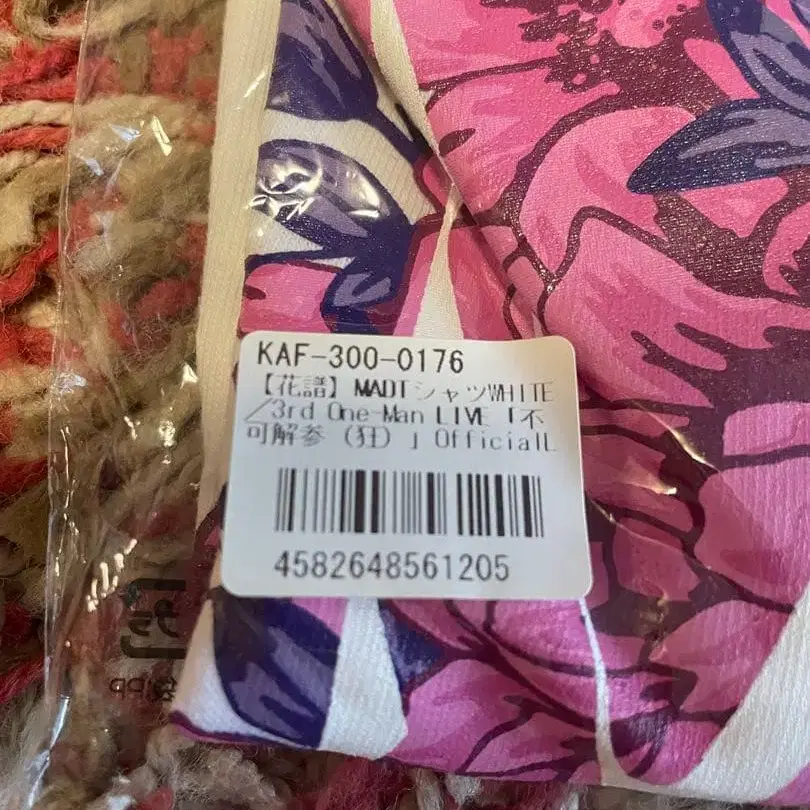 KAF-300-0176
【花譜】MADTシャツWHITE
／3rd One-Man LIVE「不
可解参（狂）」OfficialL
4582648561205